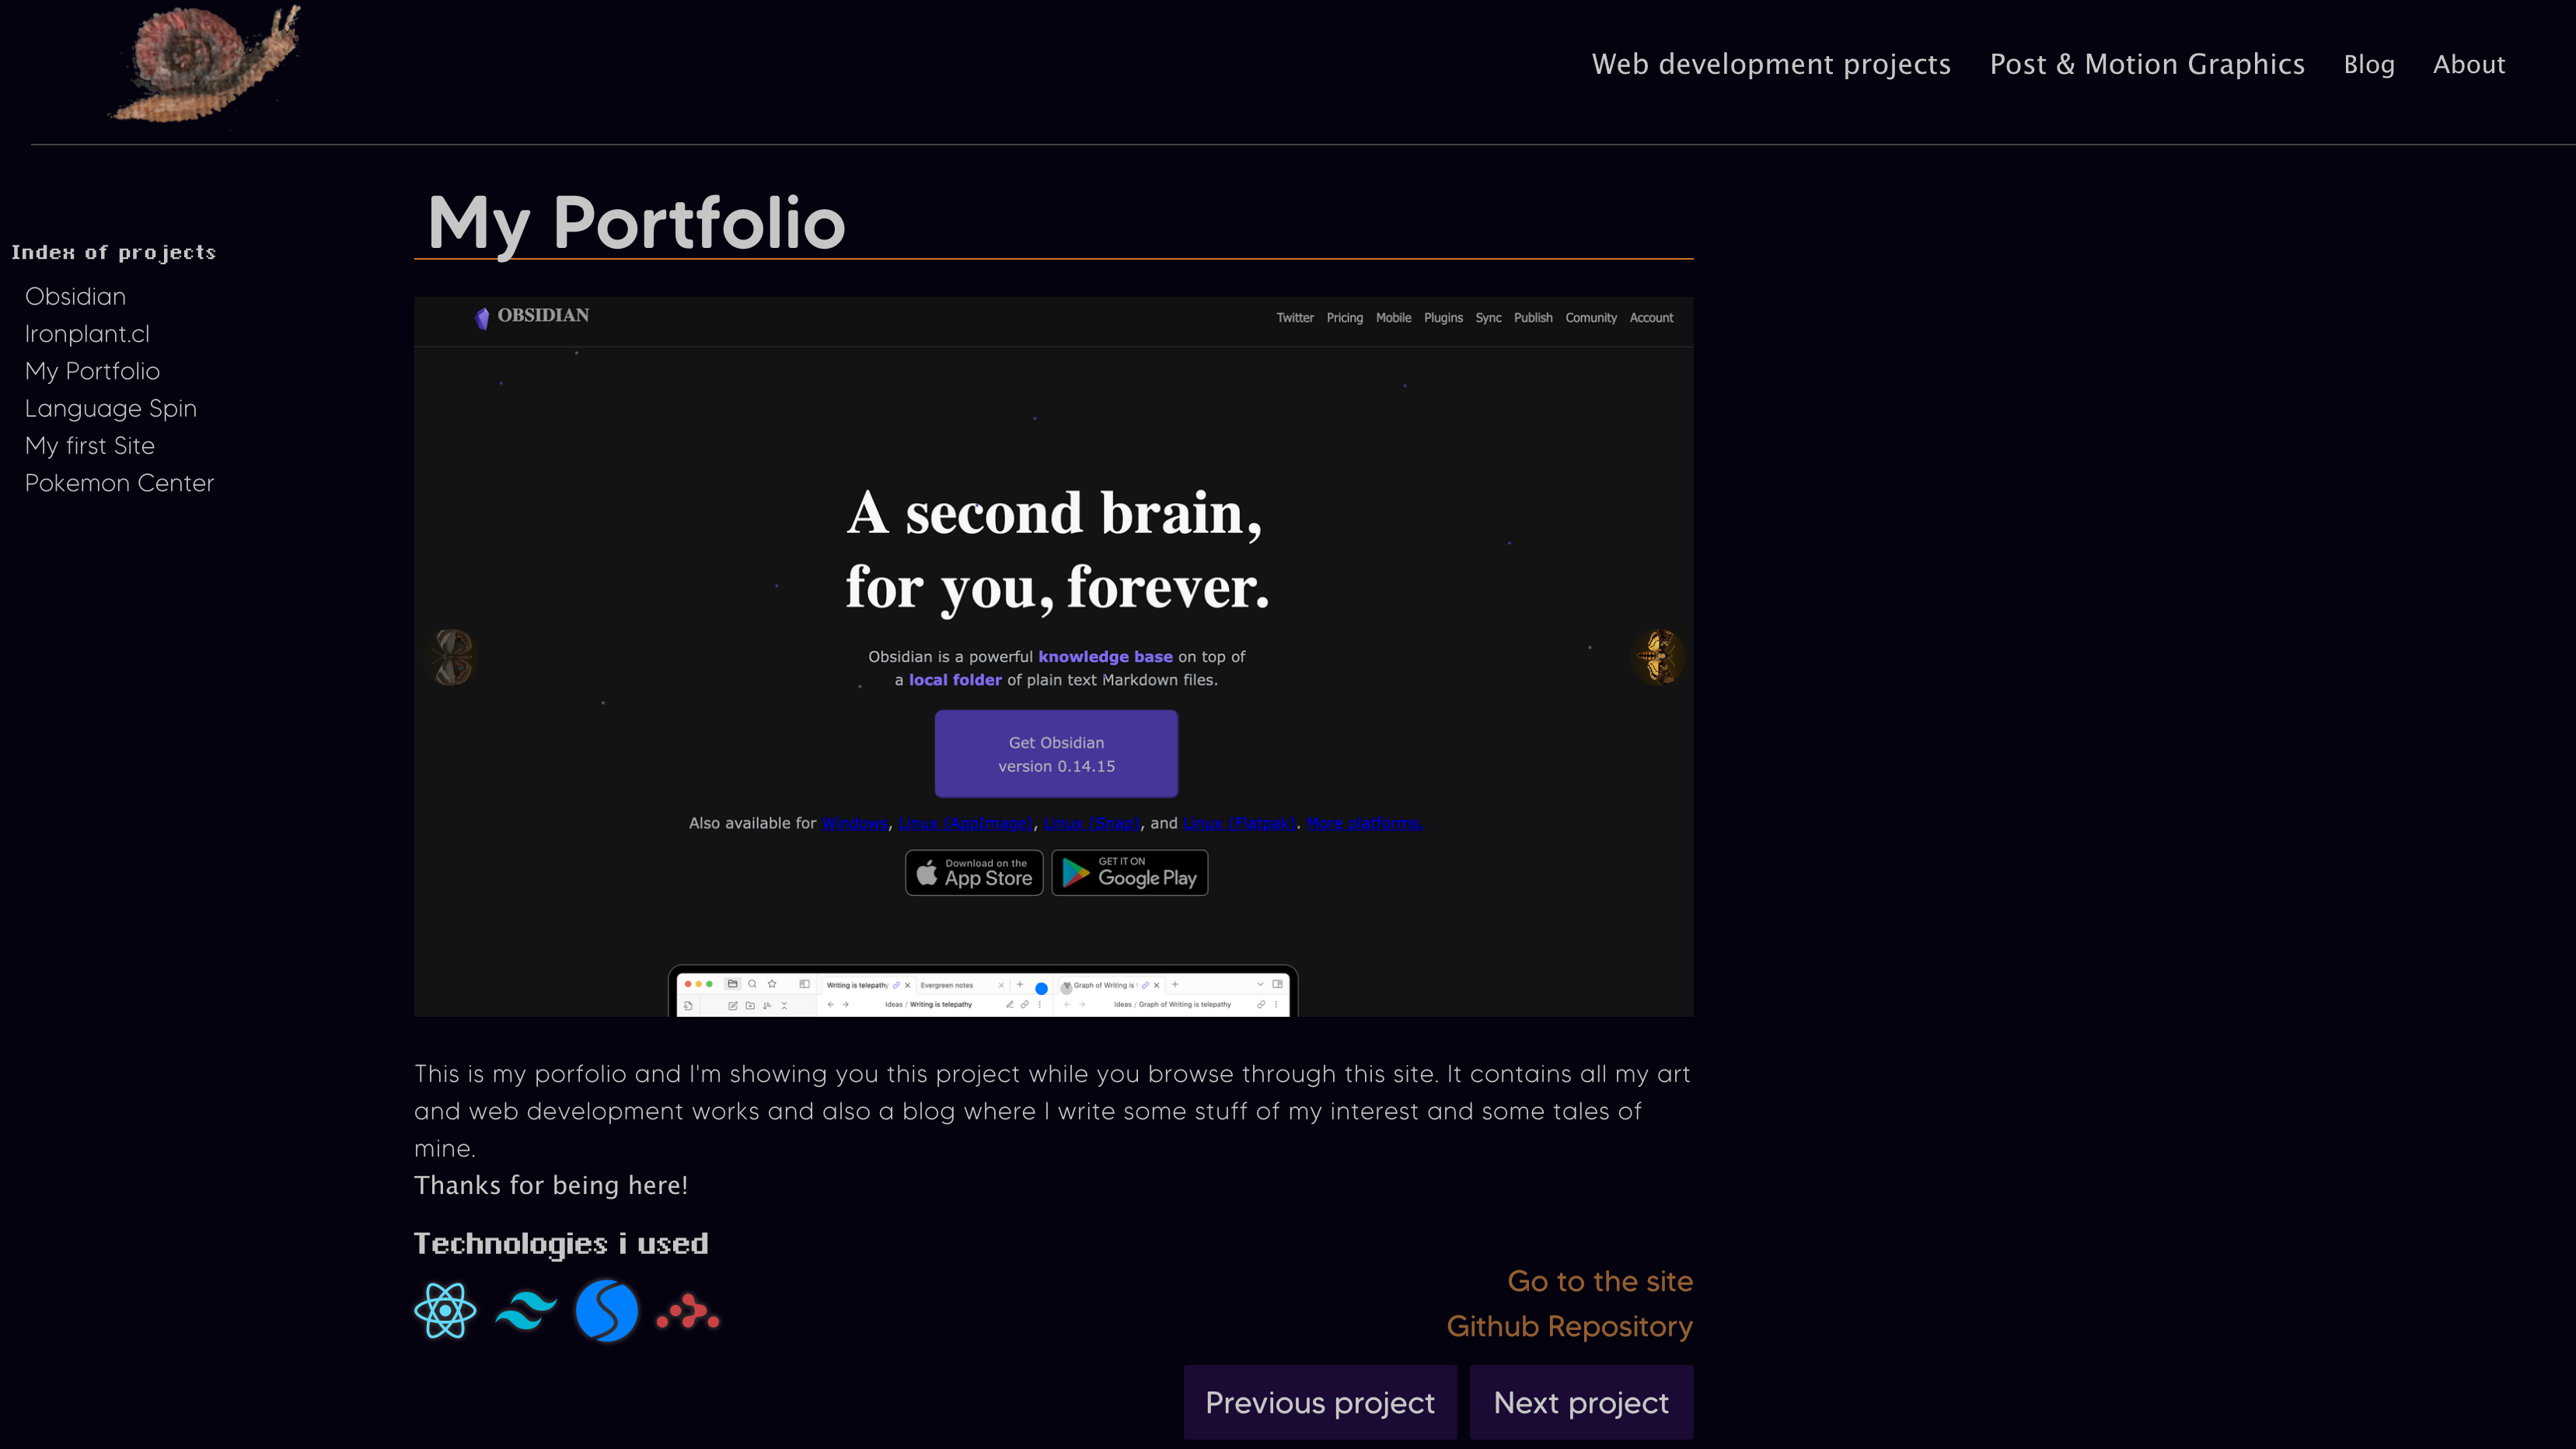 Web development projects Post & Motion Graphics Blog About
My Portfolio
Index of projects
Obsidian
Ironplant.cl
My Portfolio
Language Spin
My first Site
Pokemon Center
OBSIDIAN Twitter Pricing Mobile Plugins Sync Publish Comunity Account
A second brain,
for you, forever.
Obsidian is a powerful knowledge base on top of
a local folder of plain text Markdown files.
Get Obsidian
version 0.14.15
Also available for Windows, Linux (AppImage), Linux (Snap), and Linux (Flatpak). More platforms.
Download on the
App Store
GET IT ON
Google Play
Writing is telepathy Evergreen notes Graph of Writing is
Ideas / Writing is telepathy Ideas / Graph of Writing is telepathy
This is my porfolio and I'm showing you this project while you browse through this site. It contains all my art
and web development works and also a blog where I write some stuff of my interest and some tales of
mine.
Thanks for being here!
Technologies i used
Go to the site
Github Repository
Previous project Next project